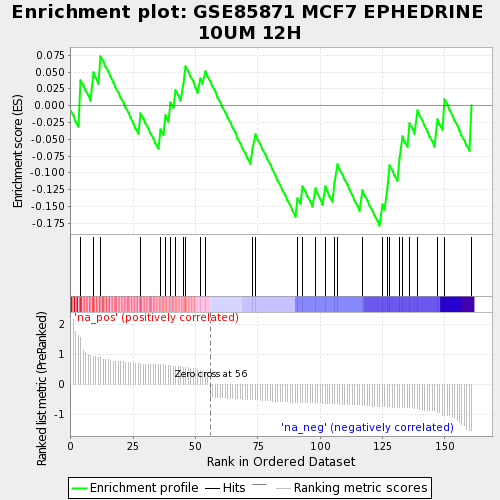 Enrichment plot: GSE85871 MCF7 EPHEDRINE
10UM 12H
Enrichment score (ES)
0.075
0.050
0.025
0.000
-0.025
-0.050
-0.075
-0.100
-0.125
-0.150
-0.175
'na_pos' (positively correlated)
Ranked list metric (PreRanked)
2
1
0
-1
Zero cross at 56
'na_neg' (negatively correlated)
0 25 50 75 100 125 150
Rank in Ordered Dataset
Enrichment profile Hits Ranking metric scores